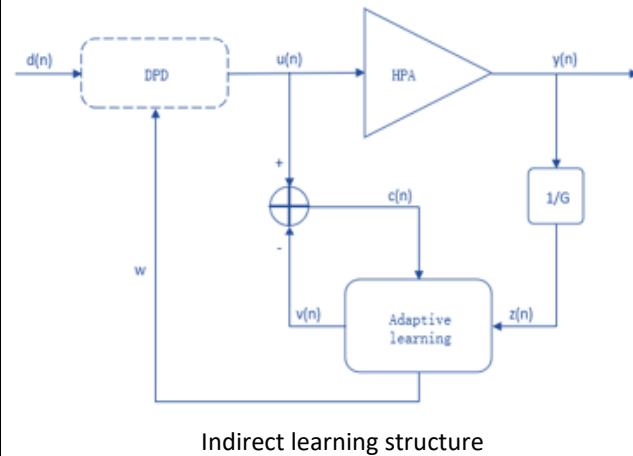 d(n)
DPD
u(n)
HPA
y(n)
+
c(n)
1/G
-
w
v(n)
Adaptive
learning
z(n)
Indirect learning structure